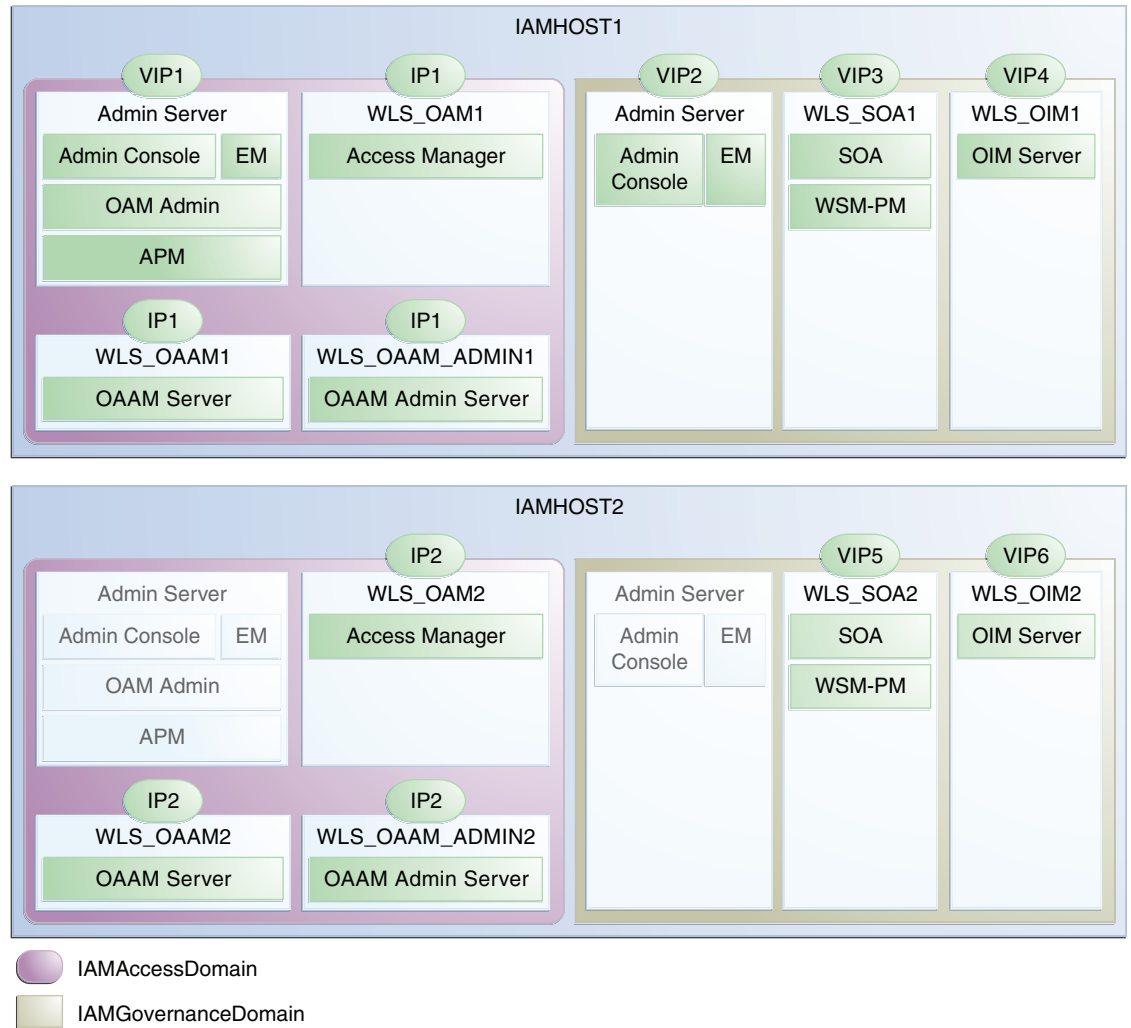 IAMHOST1
VIP1
IP1
VIP2
VIP3
VIP4
Admin Server
WLS_OAM1
Admin Server
WLS_SOA1
WLS_OIM1
Admin Console
EM
Access Manager
Admin
Console
EM
SOA
OIM Server
OAM Admin
WSM-PM
APM
IP1
IP1
WLS_OAAM1
WLS_OAAM_ADMIN1
OAAM Server
OAAM Admin Server
IAMHOST2
IP2
VIP5
VIP6
Admin Server
WLS_OAM2
Admin Server
WLS_SOA2
WLS_OIM2
Admin Console
EM
Access Manager
Admin
Console
EM
SOA
OIM Server
OAM Admin
WSM-PM
APM
IP2
IP2
WLS_OAAM2
WLS_OAAM_ADMIN2
OAAM Server
OAAM Admin Server
IAMAccessDomain
IAMGovernanceDomain